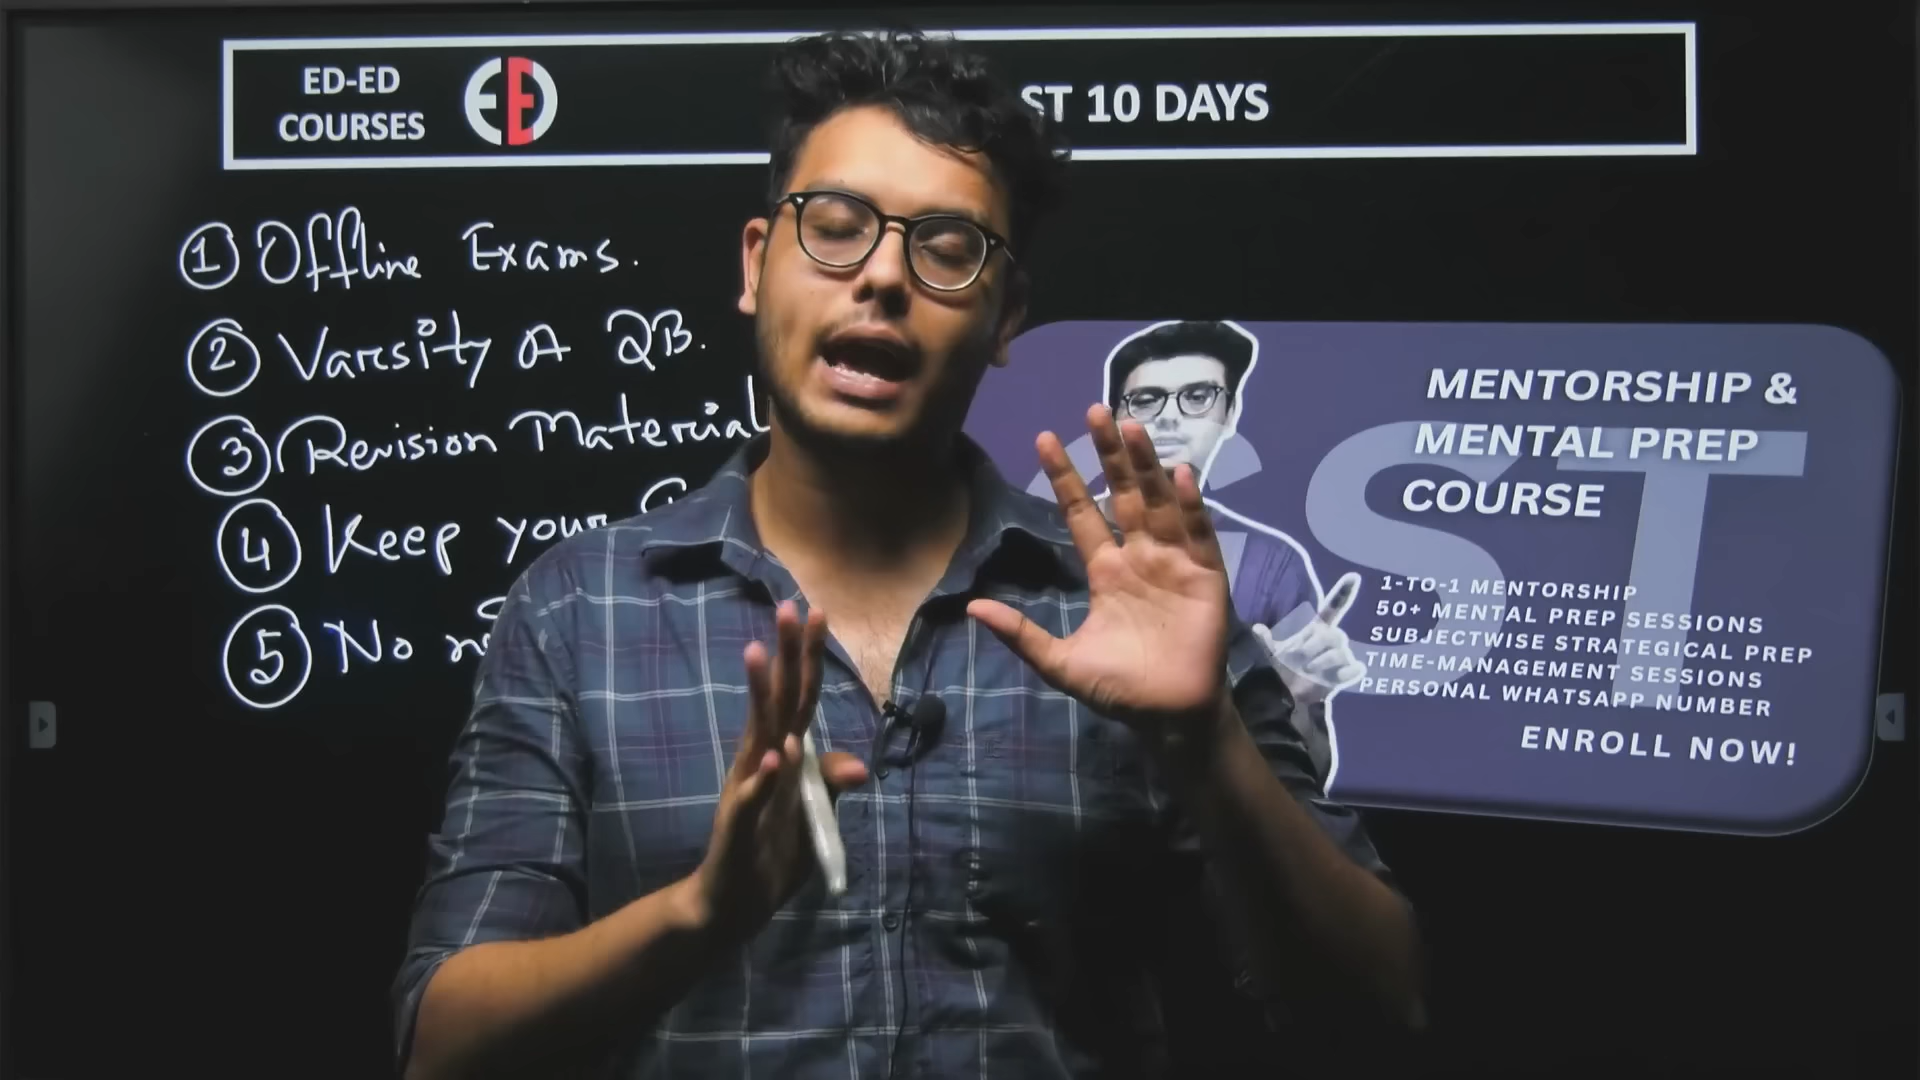 ED-ED
COURSES
ST 10 DAYS
1 Offline Exams.
2 Varsity A QB.
3 Revision Material
4 Keep your
5 No
MENTORSHIP &
MENTAL PREP
COURSE
1-TO-1 MENTORSHIP
50+ MENTAL PREP SESSIONS
SUBJECTWISE STRATEGICAL PREP
TIME-MANAGEMENT SESSIONS
PERSONAL WHATSAPP NUMBER
ENROLL NOW!